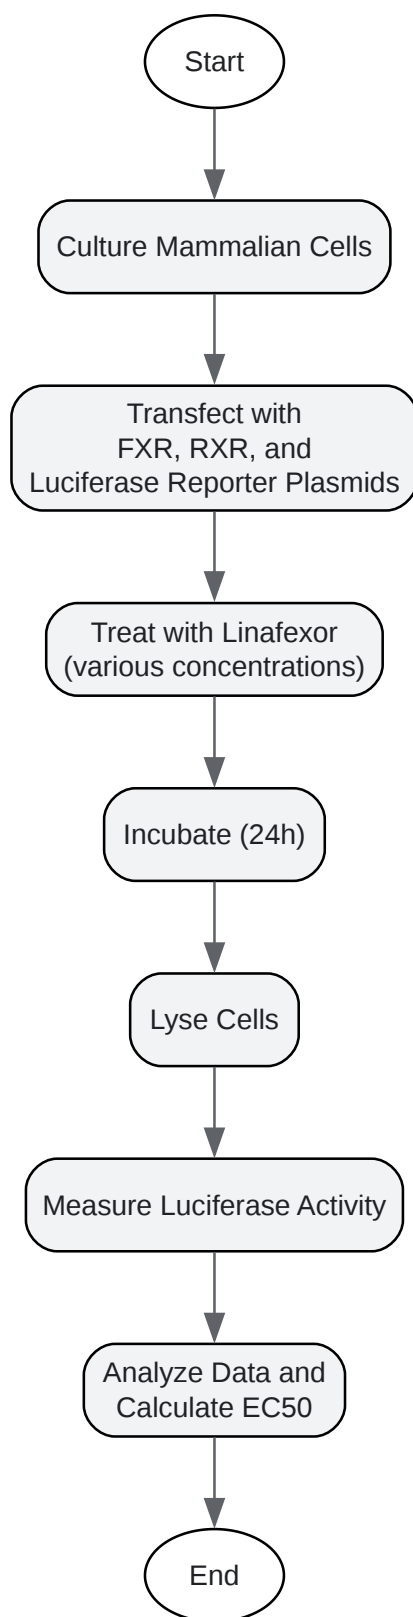 Start
Culture Mammalian Cells
Transfect with
FXR, RXR, and
Luciferase Reporter Plasmids
Treat with Linafexor
(various concentrations)
Incubate (24h)
Lyse Cells
Measure Luciferase Activity
Analyze Data and
Calculate EC50
End